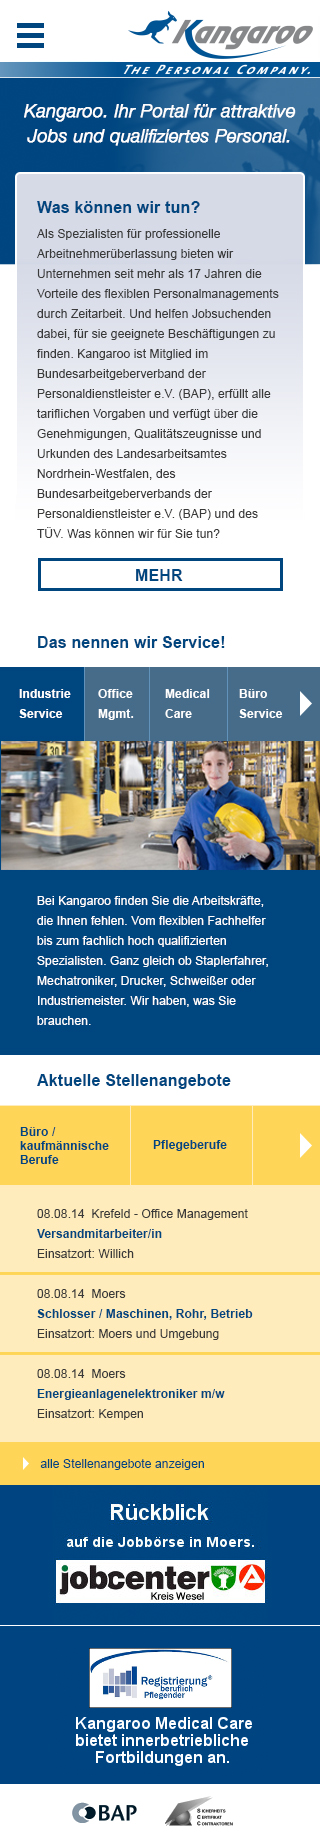 Kangaroo
The Personal Company.
Kangaroo. Ihr Portal für attraktive
Jobs und qualifiziertes Personal.
Was können wir tun?
Als Spezialisten für professionelle
Arbeitnehmerüberlassung bieten wir
Unternehmen seit mehr als 17 Jahren die
Vorteile des flexiblen Personalmanagements
durch Zeitarbeit. Und helfen Jobsuchenden
dabei, für sie geeignete Beschäftigungen zu
finden. Kangaroo ist Mitglied im
Bundesarbeitgeberverband der
Personaldienstleister e.V. (BAP), erfüllt alle
tariflichen Vorgaben und verfügt über die
Genehmigungen, Qualitätszeugnisse und
Urkunden des Landesarbeitsamtes
Nordrhein-Westfalen, des
Bundesarbeitgeberverbands der
Personaldienstleister e.V. (BAP) und des
TÜV. Was können wir für Sie tun?
MEHR
Das nennen wir Service!
Industrie Service
Office Mgmt.
Medical Care
Büro Service
30
Bei Kangaroo finden Sie die Arbeitskräfte,
die Ihnen fehlen. Vom flexiblen Fachhelfer
bis zum fachlich hoch qualifizierten
Spezialisten. Ganz gleich ob Staplerfahrer,
Mechatroniker, Drucker, Schweißer oder
Industriemeister. Wir haben, was Sie
brauchen.
Aktuelle Stellenangebote
Büro /
kaufmännische
Berufe
Pflegeberufe
08.08.14 Krefeld - Office Management
Versandmitarbeiter/in
Einsatzort: Willich
08.08.14 Moers
Schlosser / Maschinen, Rohr, Betrieb
Einsatzort: Moers und Umgebung
08.08.14 Moers
Energieanlagenelektroniker m/w
Einsatzort: Kempen
alle Stellenangebote anzeigen
Rückblick
auf die Jobbörse in Moers.
jobcenter
Kreis Wesel
Registrierung®
beruflich
Pflegender
Kangaroo Medical Care
bietet innerbetriebliche
Fortbildungen an.
BAP
Sicherheits
Certifikat
Contraktoren